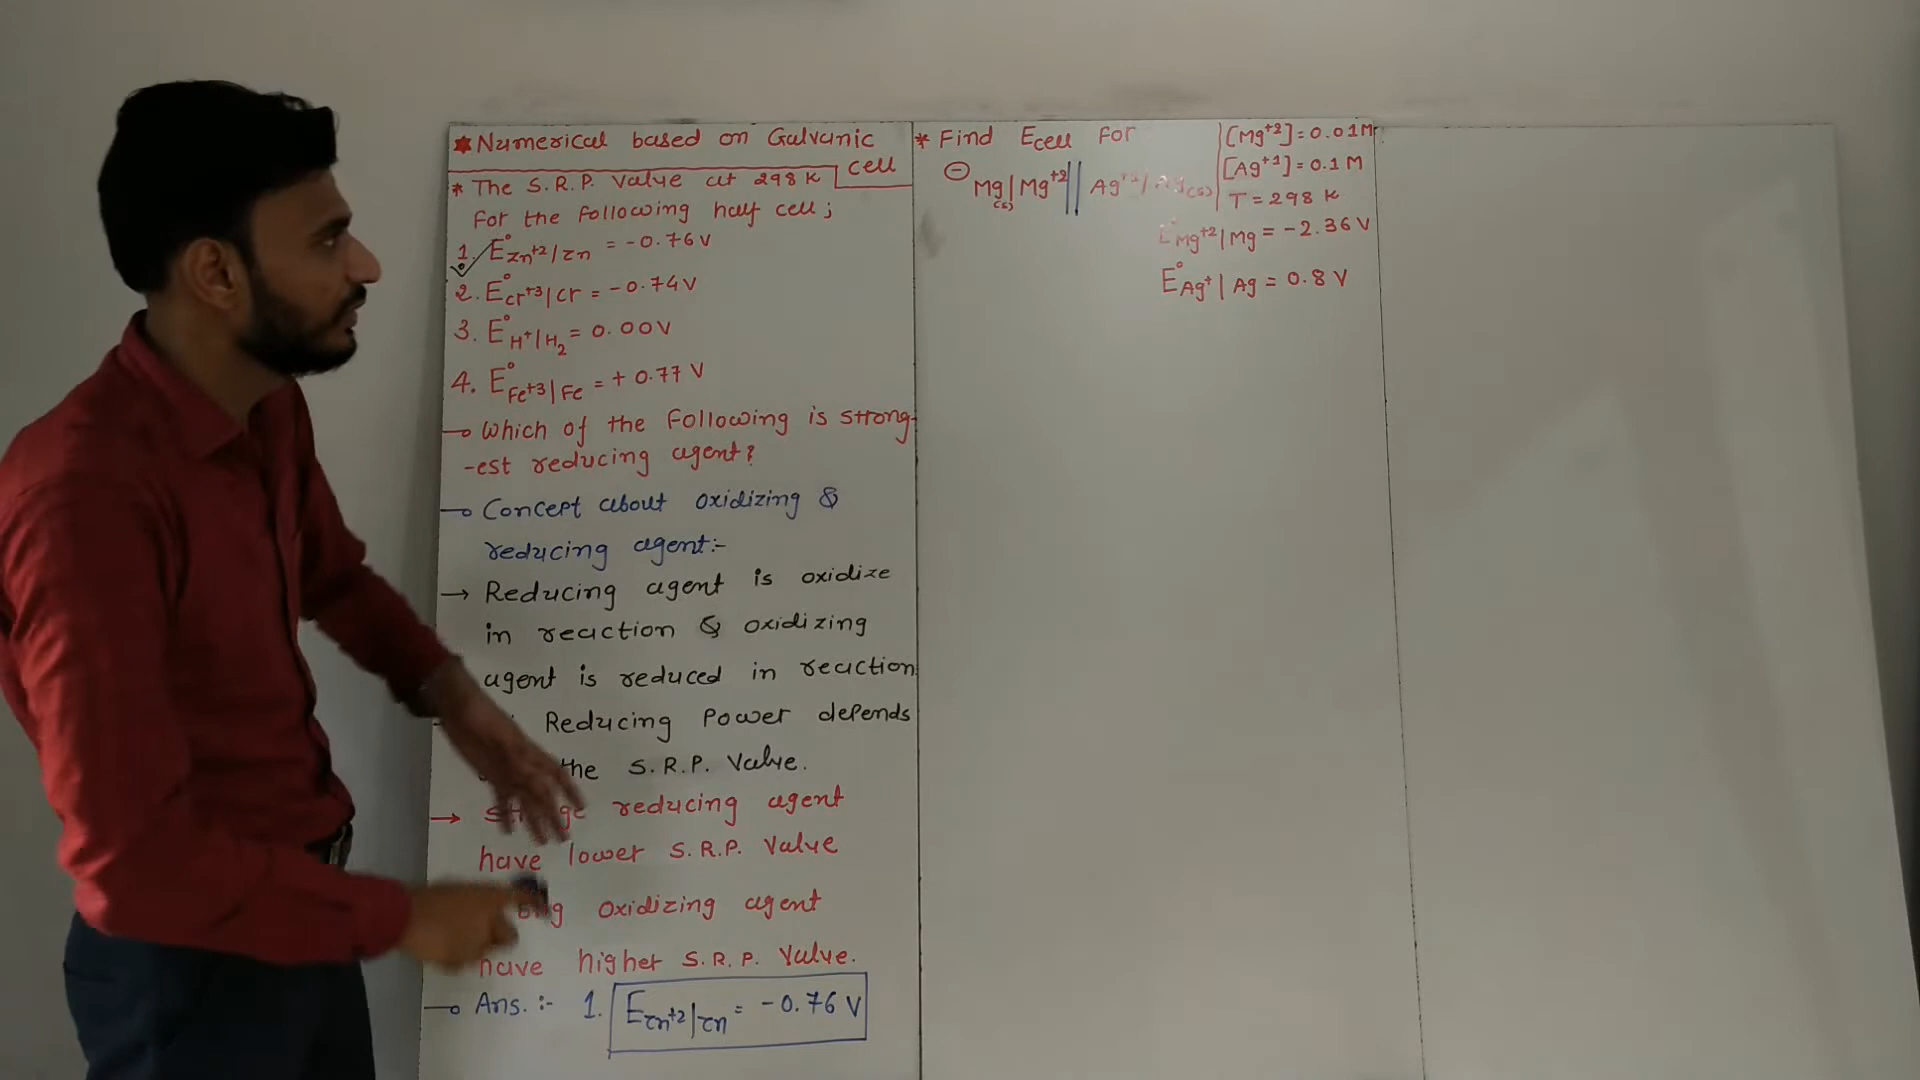 * Numerical based on Galvanic cell
* The S.R.P. value at 298 K
for the following half cell;
1. E°Zn+2/Zn = -0.76 V
2. E°Cr+3/Cr = -0.74 V
3. E°H+/H2 = 0.00 V
4. E°Fe+3/Fe = + 0.77 V
→ Which of the following is strong-
-est reducing agent?
→ Concept about oxidizing &
reducing agent:-
→ Reducing agent is oxidize
in reaction & oxidizing
agent is reduced in reaction
Reducing Power depends
the S.R.P. Value.
→ reducing agent
have lower S.R.P. Value
oxidizing agent
have higher S.R.P. Value.
→ Ans. :- 1. EZn+2/Zn = -0.76 V
* Find Ecell for
⊖ Mg(s)|Mg+2||Ag+1/Ag(s)
[Mg+2] = 0.01 M
[Ag+1] = 0.1 M
T = 298 K
E°Mg+2|Mg = -2.36 V
E°Ag+|Ag = 0.8 V